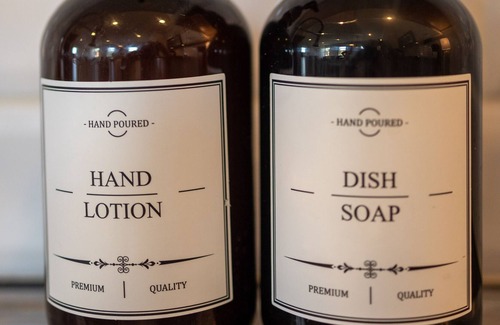 - HAND POURED -
HAND
LOTION
PREMIUM | QUALITY
- HAND POURED -
DISH
SOAP
PREMIUM | QUALITY